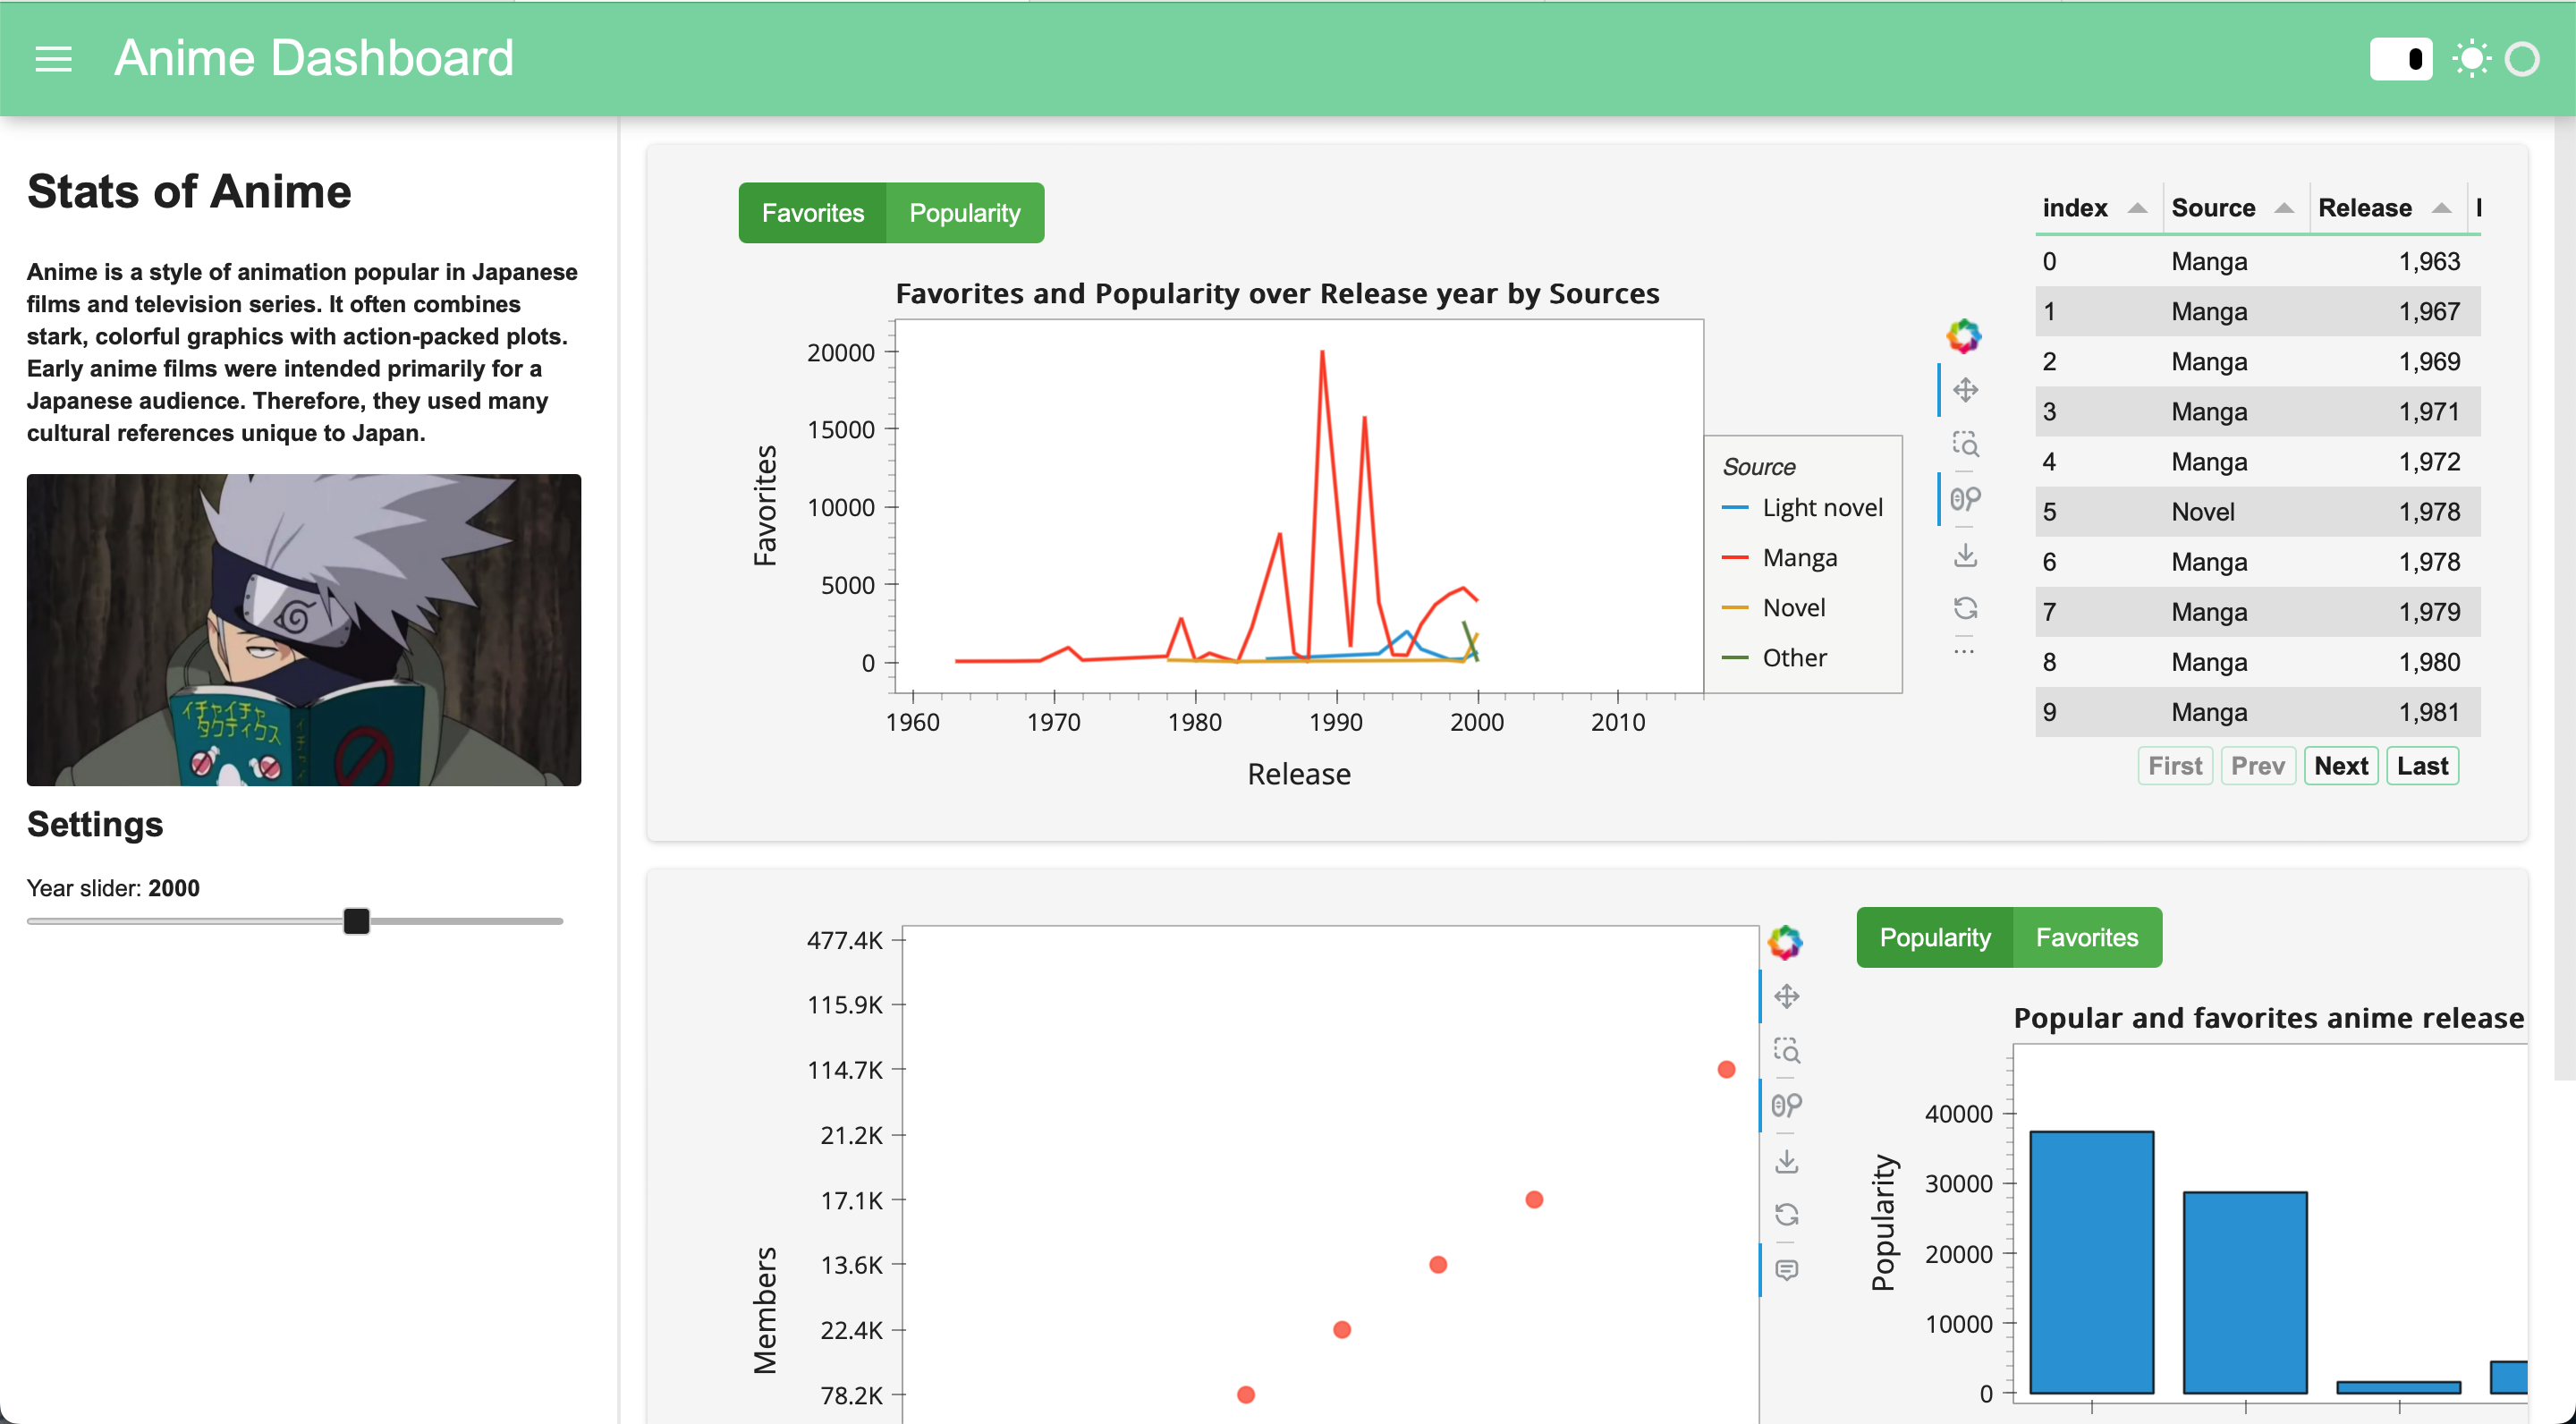 Anime Dashboard
Stats of Anime
Anime is a style of animation popular in Japanese
films and television series. It often combines
stark, colorful graphics with action-packed plots.
Early anime films were intended primarily for a
Japanese audience. Therefore, they used many
cultural references unique to Japan.
イチャイチャ
タクティクス
Settings
Year slider: 2000
Favorites Popularity
Favorites and Popularity over Release year by Sources
Favorites
20000
15000
10000
5000
0
1960 1970 1980 1990 2000 2010
Release
Source
Light novel
Manga
Novel
Other
index Source Release
0 Manga 1,963
1 Manga 1,967
2 Manga 1,969
3 Manga 1,971
4 Manga 1,972
5 Novel 1,978
6 Manga 1,978
7 Manga 1,979
8 Manga 1,980
9 Manga 1,981
First Prev Next Last
Members
477.4K
115.9K
114.7K
21.2K
17.1K
13.6K
22.4K
78.2K
Popularity Favorites
Popular and favorites anime release
Popularity
40000
30000
20000
10000
0